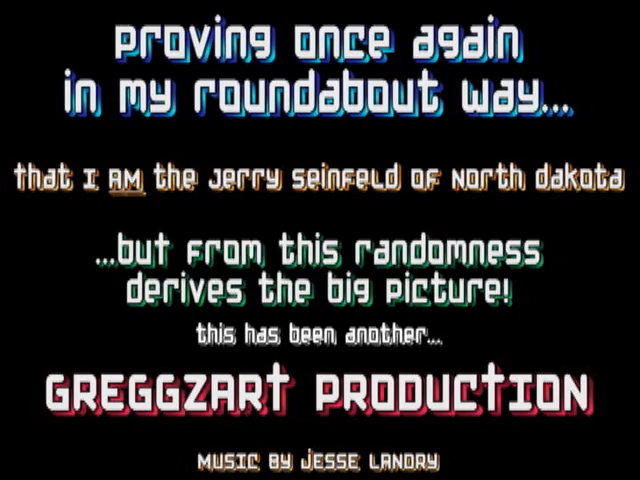 proving once again
in my roundabout way...
that I AM the Jerry Seinfeld of North Dakota
...but from this randomness
derives the big picture!
this has been another...
GREGGZART PRODUCTION
MUSIC BY JESSE LANDRY